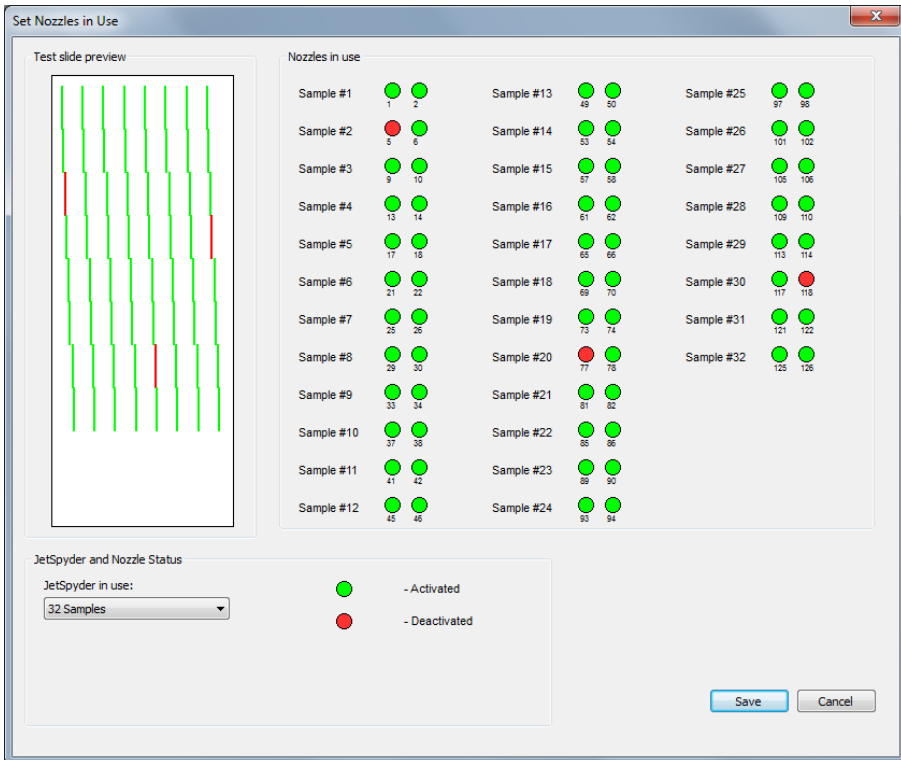 Set Nozzles in Use
x
Test slide preview
Nozzles in use
Sample #1 1 2
Sample #2 5 6
Sample #3 9 10
Sample #4 13 14
Sample #5 17 18
Sample #6 21 22
Sample #7 25 26
Sample #8 29 30
Sample #9 33 34
Sample #10 37 38
Sample #11 41 42
Sample #12 45 46
Sample #13 49 50
Sample #14 53 54
Sample #15 57 58
Sample #16 61 62
Sample #17 65 66
Sample #18 69 70
Sample #19 73 74
Sample #20 77 78
Sample #21 81 82
Sample #22 85 86
Sample #23 89 90
Sample #24 93 94
Sample #25 97 98
Sample #26 101 102
Sample #27 105 106
Sample #28 109 110
Sample #29 113 114
Sample #30 117 118
Sample #31 121 122
Sample #32 125 126
JetSpyder and Nozzle Status
JetSpyder in use:
32 Samples
- Activated
- Deactivated
Save
Cancel